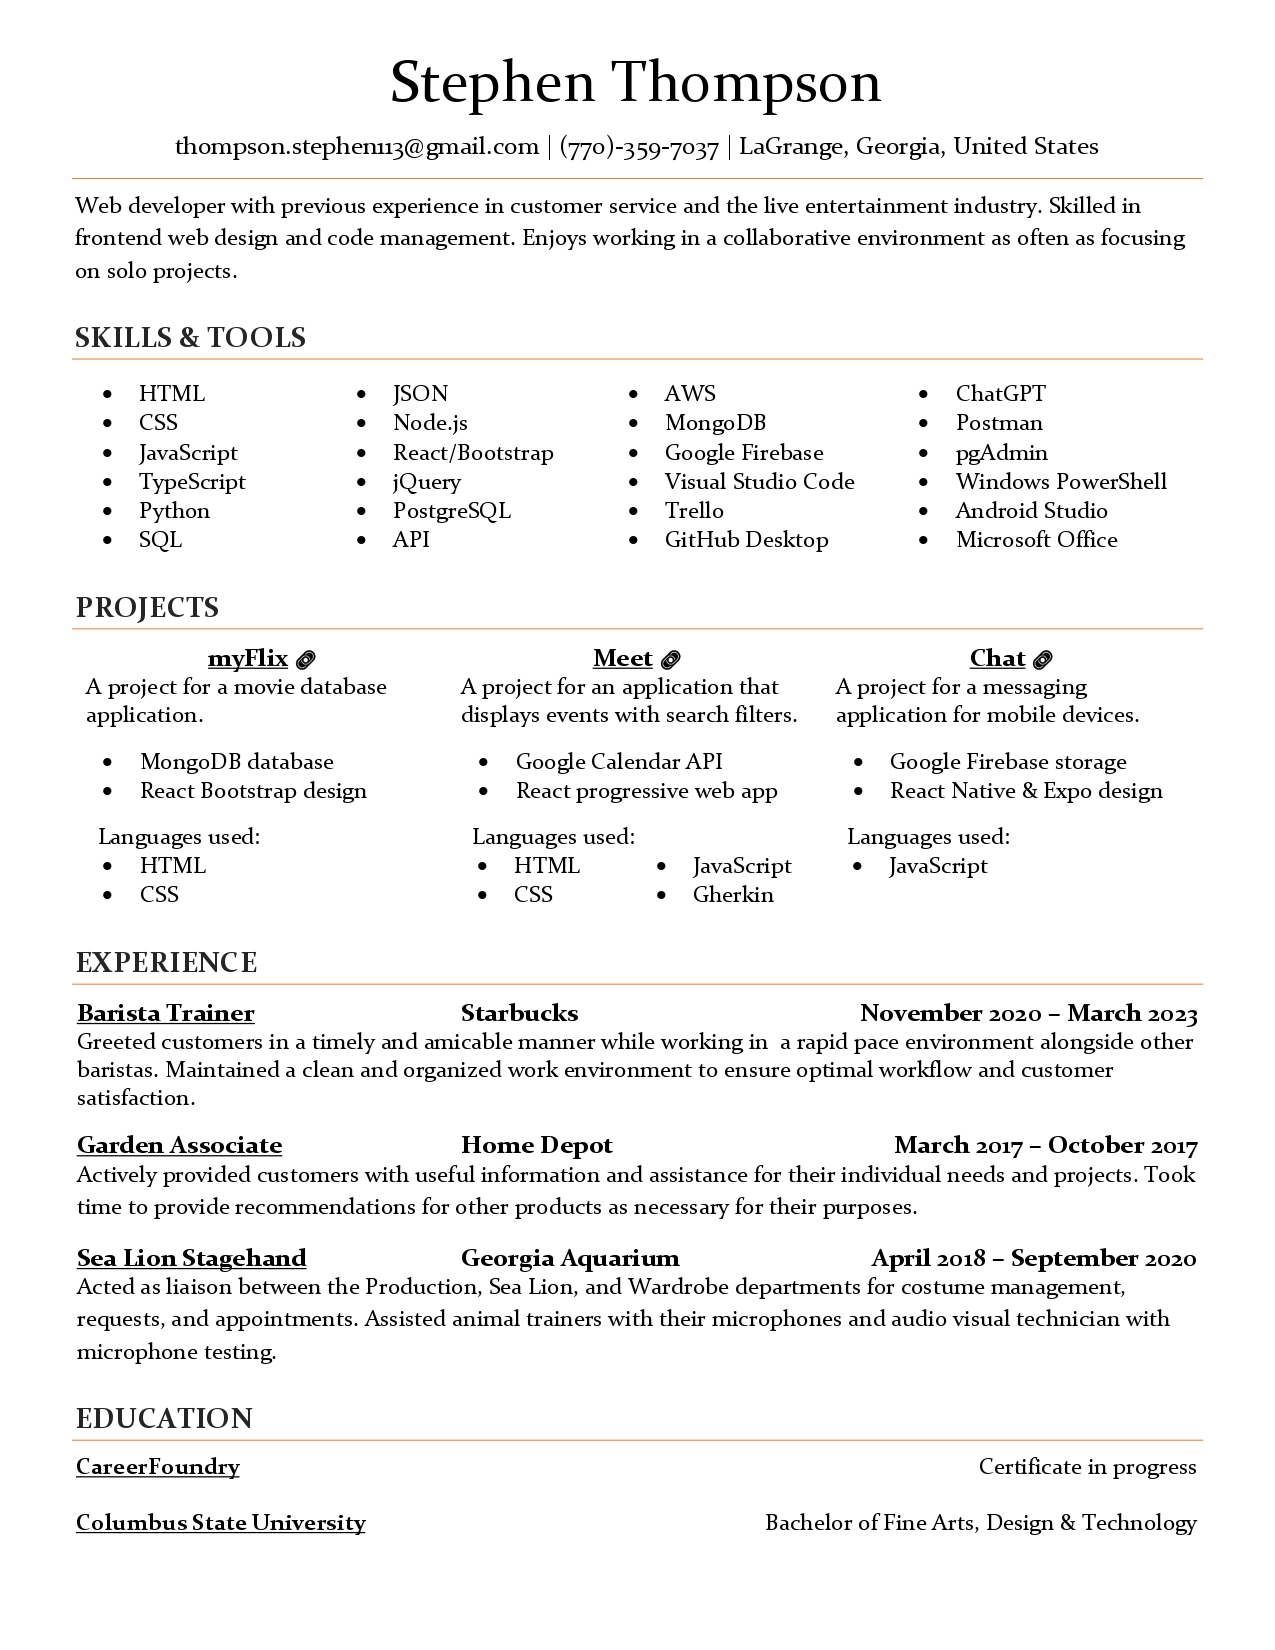 Stephen Thompson
thompson.stephen113@gmail.com | (770)-359-7037 | LaGrange, Georgia, United States
Web developer with previous experience in customer service and the live entertainment industry. Skilled in
frontend web design and code management. Enjoys working in a collaborative environment as often as focusing
on solo projects.
SKILLS & TOOLS
• HTML
• CSS
• JavaScript
• TypeScript
• Python
• SQL
• JSON
• Node.js
• React/Bootstrap
• jQuery
• PostgreSQL
• API
• AWS
• MongoDB
• Google Firebase
• Visual Studio Code
• Trello
• GitHub Desktop
• ChatGPT
• Postman
• pgAdmin
• Windows PowerShell
• Android Studio
• Microsoft Office
PROJECTS
myFlix
A project for a movie database
application.
• MongoDB database
• React Bootstrap design
Languages used:
• HTML
• CSS
Meet
A project for an application that
displays events with search filters.
• Google Calendar API
• React progressive web app
Languages used:
• HTML
• CSS
• JavaScript
• Gherkin
Chat
A project for a messaging
application for mobile devices.
• Google Firebase storage
• React Native & Expo design
Languages used:
• JavaScript
EXPERIENCE
Barista Trainer Starbucks November 2020 – March 2023
Greeted customers in a timely and amicable manner while working in  a rapid pace environment alongside other
baristas. Maintained a clean and organized work environment to ensure optimal workflow and customer
satisfaction.
Garden Associate Home Depot March 2017 – October 2017
Actively provided customers with useful information and assistance for their individual needs and projects. Took
time to provide recommendations for other products as necessary for their purposes.
Sea Lion Stagehand Georgia Aquarium April 2018 – September 2020
Acted as liaison between the Production, Sea Lion, and Wardrobe departments for costume management,
requests, and appointments. Assisted animal trainers with their microphones and audio visual technician with
microphone testing.
EDUCATION
CareerFoundry Certificate in progress
Columbus State University Bachelor of Fine Arts, Design & Technology